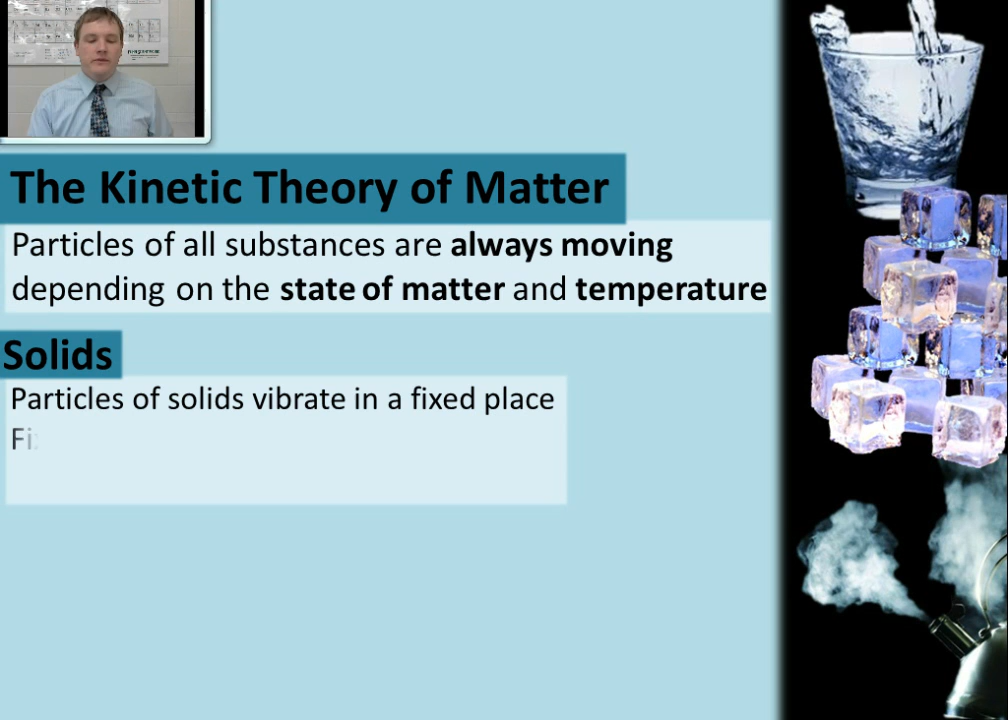 The Kinetic Theory of Matter
Particles of all substances are always moving
depending on the state of matter and temperature
Solids
Particles of solids vibrate in a fixed place